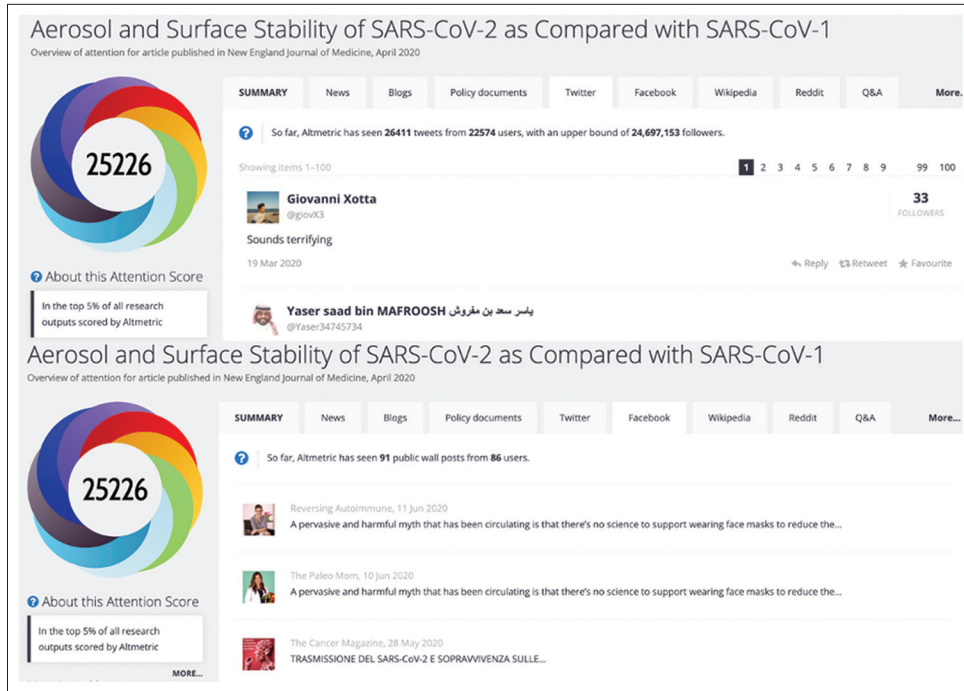 Aerosol and Surface Stability of SARS-CoV-2 as Compared with SARS-CoV-1
Overview of attention for article published in New England Journal of Medicine, April 2020
25226
About this Attention Score
In the top 5% of all research
outputs scored by Altmetric
SUMMARY News Blogs Policy documents Twitter Facebook Wikipedia Reddit Q&A More.
? So far, Altmetric has seen 26411 tweets from 22574 users, with an upper bound of 24,697,153 followers.
Showing items 1–100 1 2 3 4 5 6 7 8 9 … 99 100
Giovanni Xotta
@giovX3
33
FOLLOWERS
Sounds terrifying
19 Mar 2020 Reply Retweet Favourite
Yaser saad bin MAFROOSH ياسر سعد بن مفروش
@Yaser34745734
Aerosol and Surface Stability of SARS-CoV-2 as Compared with SARS-CoV-1
Overview of attention for article published in New England Journal of Medicine, April 2020
25226
? About this Attention Score
In the top 5% of all research
outputs scored by Altmetric
MORE...
SUMMARY News Blogs Policy documents Twitter Facebook Wikipedia Reddit Q&A More...
? So far, Altmetric has seen 91 public wall posts from 86 users.
Reversing Autoimmune, 11 Jun 2020
A pervasive and harmful myth that has been circulating is that there's no science to support wearing face masks to reduce the...
The Paleo Mom, 10 Jun 2020
A pervasive and harmful myth that has been circulating is that there's no science to support wearing face masks to reduce the...
The Cancer Magazine, 28 May 2020
TRASMISSIONE DEL SARS-CoV-2 E SOPRAVVIVENZA SULLE...